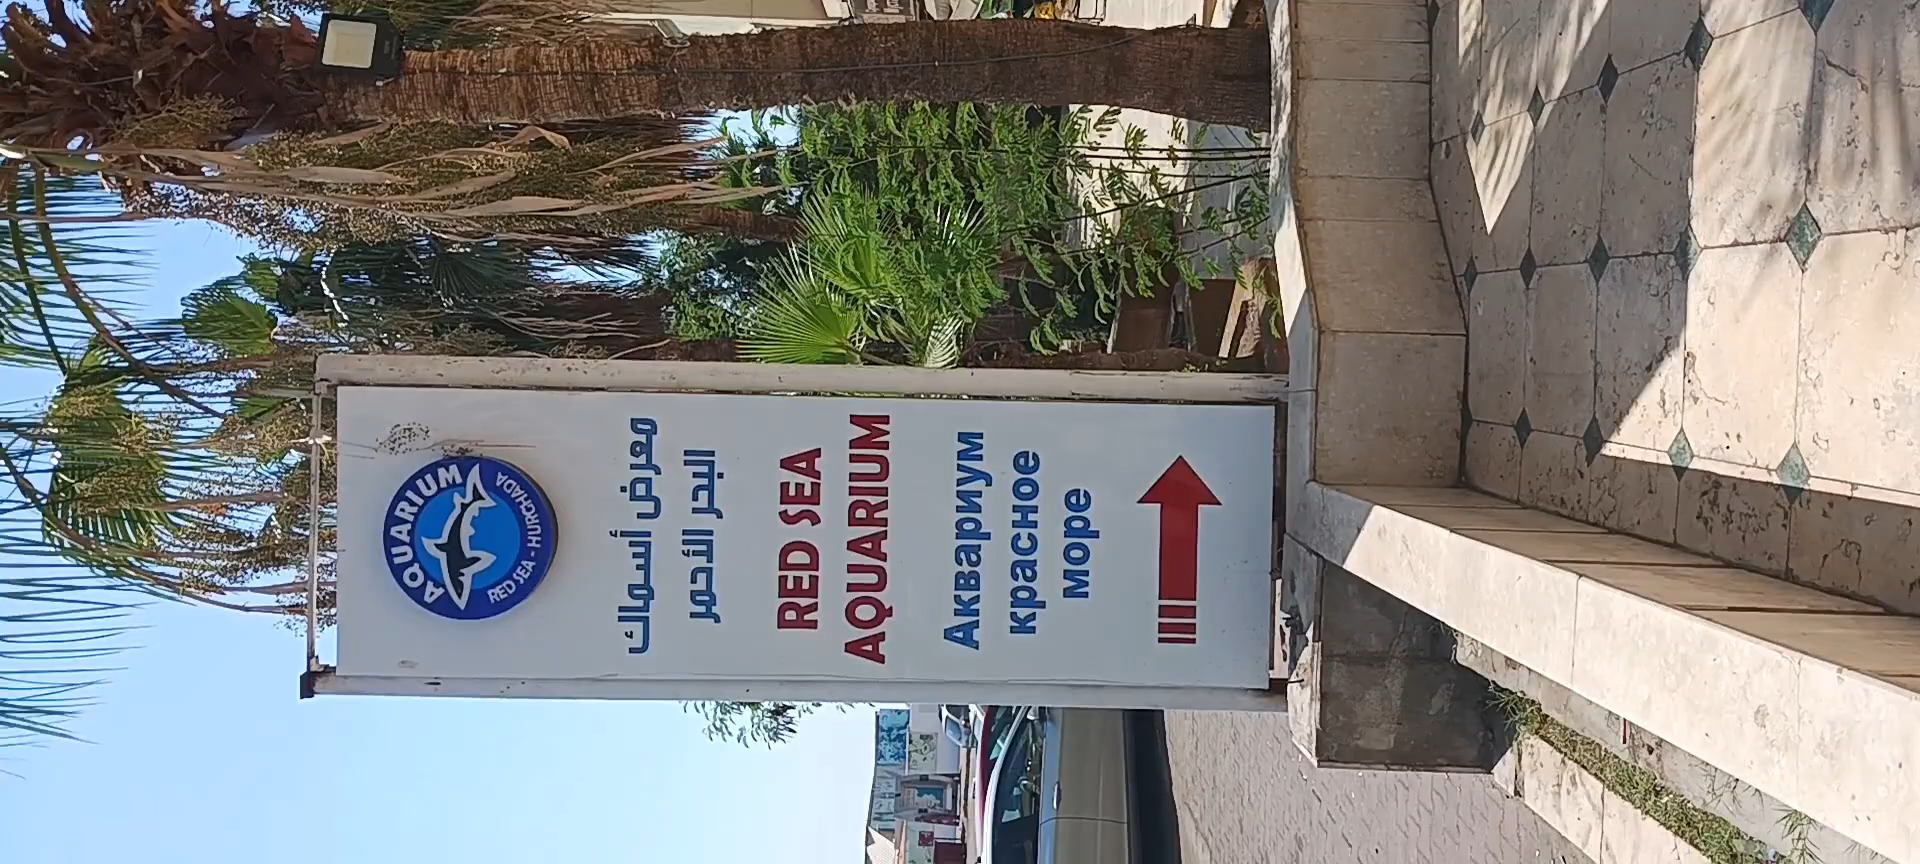 AQUARIUM
RED SEA - HURGHADA
معرض أسماك
البحر الأحمر
RED SEA
AQUARIUM
Аквариум
красное
море